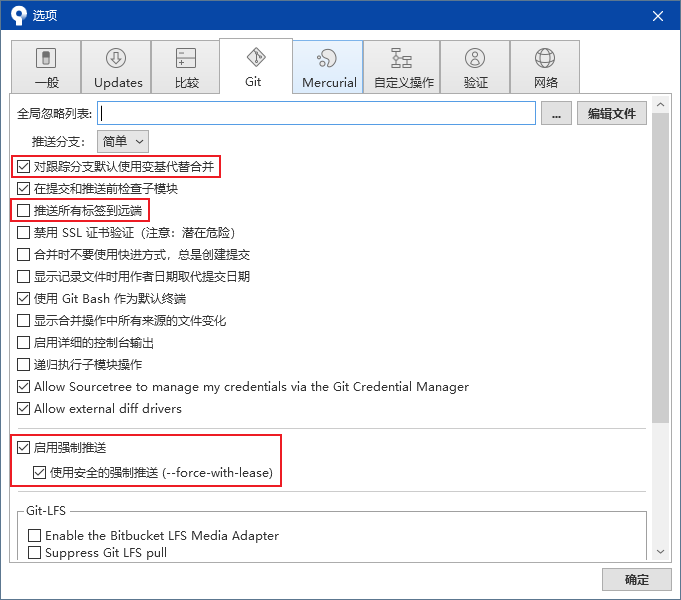 选项
一般 Updates 比较 Git Mercurial 自定义操作 验证 网络
全局忽略列表: ... 编辑文件
推送分支: 简单
对跟踪分支默认使用变基代替合并
在提交和推送前检查子模块
推送所有标签到远端
禁用 SSL 证书验证（注意：潜在危险）
合并时不要使用快进方式，总是创建提交
显示记录文件时用作者日期取代提交日期
使用 Git Bash 作为默认终端
显示合并操作中所有来源的文件变化
启用详细的控制台输出
递归执行子模块操作
Allow Sourcetree to manage my credentials via the Git Credential Manager
Allow external diff drivers
启用强制推送
使用安全的强制推送 (--force-with-lease)
Git-LFS
Enable the Bitbucket LFS Media Adapter
Suppress Git LFS pull
确定